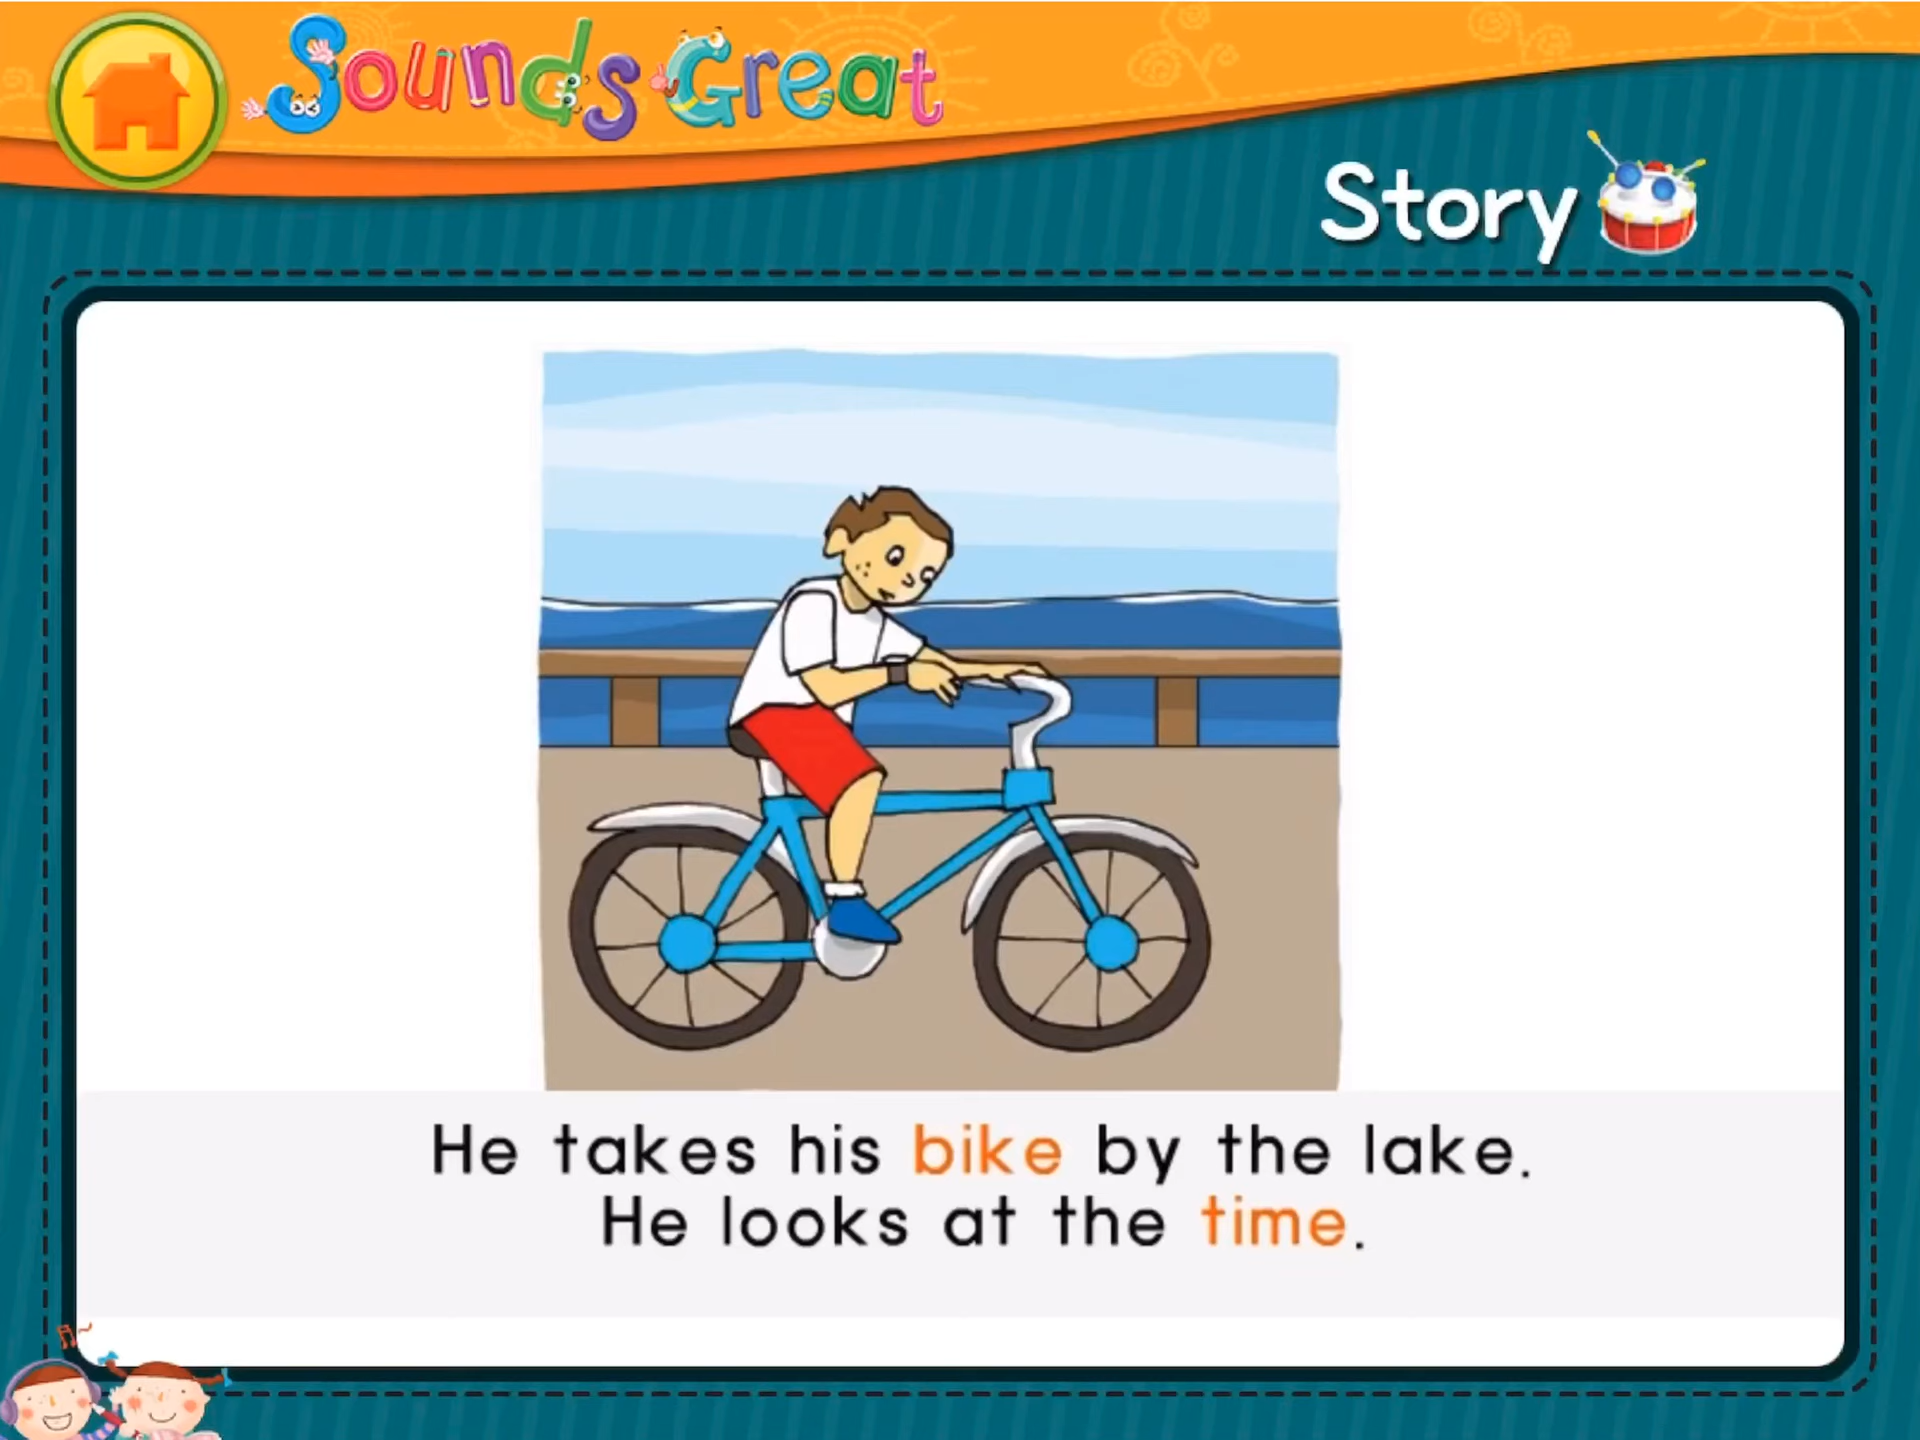 Sounds Great
Story
He takes his bike by the lake.
He looks at the time.